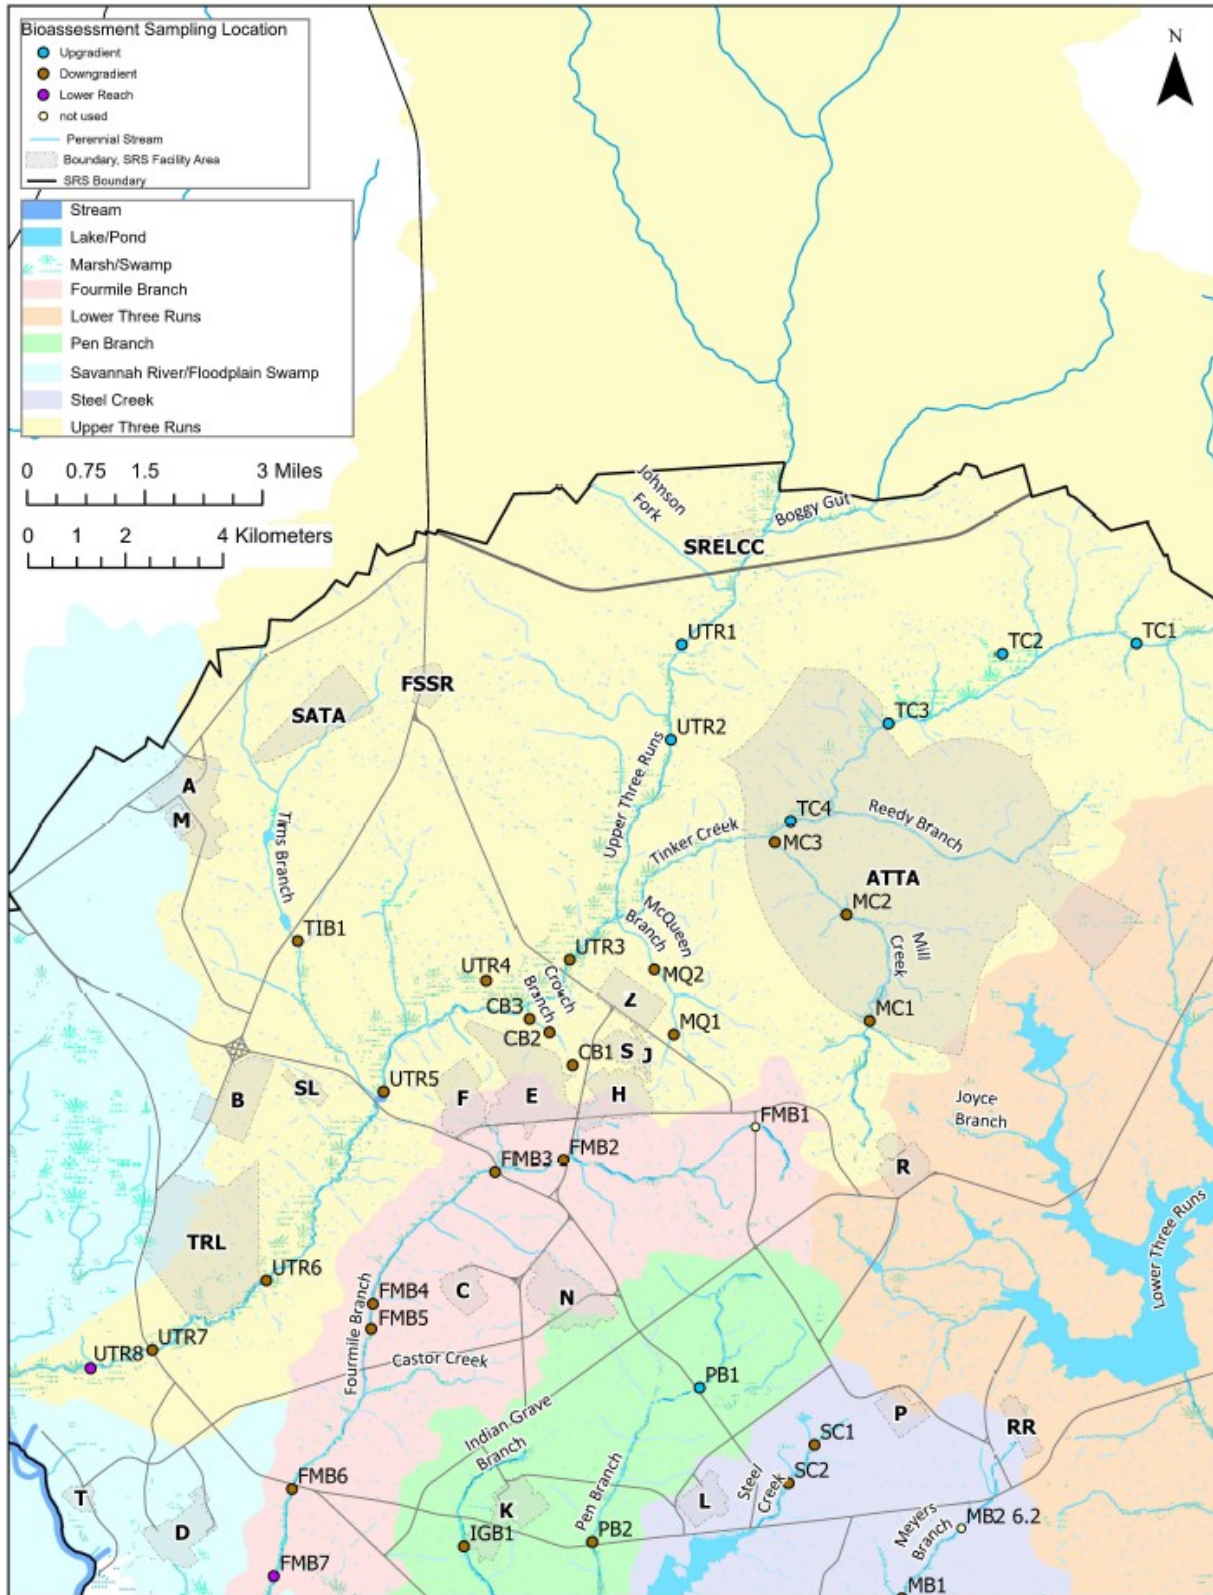 Bioassessment Sampling Location
Upgradient
Downgradient
Lower Reach
not used
Perennial Stream
Boundary, SRS Facility Area
SRS Boundary
Stream
Lake/Pond
Marsh/Swamp
Fourmile Branch
Lower Three Runs
Pen Branch
Savannah River/Floodplain Swamp
Steel Creek
Upper Three Runs
0 0.75 1.5 3 Miles
0 1 2 4 Kilometers
N
Johnson
Fork
Boggy Gut
SRELCC
UTR1
TC2
TC1
FSSR
SATA
TC3
UTR2
Upper Three Runs
A
M
Tims Branch
TC4
Reedy Branch
Tinker Creek
MC3
ATTA
MC2
McQueen
Branch
Mill
Creek
TIB1
UTR3
UTR4
MQ2
Crouch
Branch
CB3
CB2
Z
MC1
MQ1
S
J
CB1
SL
B
UTR5
F
E
H
Joyce
Branch
FMB1
FMB3
FMB2
R
TRL
Lower Three Runs
UTR6
C
N
FMB4
FMB5
Fourmile Branch
UTR7
UTR8
Castor Creek
PB1
Indian Grave
Branch
P
RR
SC1
SC2
Steel
Creek
L
FMB6
T
D
K
Pen Branch
IGB1
PB2
Meyers
Branch
MB2 6.2
FMB7
MB1